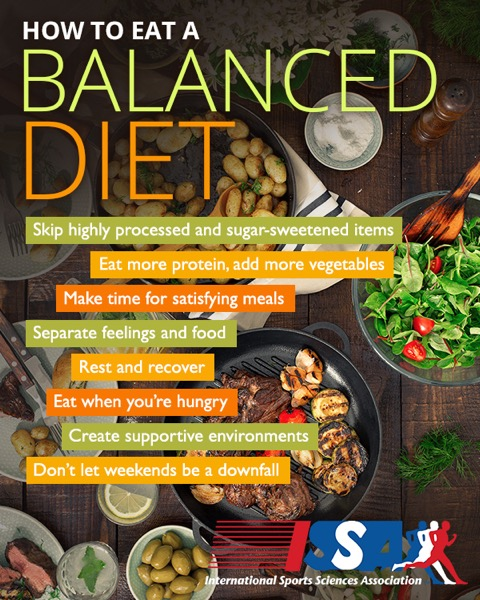 HOW TO EAT A
BALANCED
DIET
Skip highly processed and sugar-sweetened items
Eat more protein, add more vegetables
Make time for satisfying meals
Separate feelings and food
Rest and recover
Eat when you're hungry
Create supportive environments
Don't let weekends be a downfall
ISSA
International Sports Sciences Association